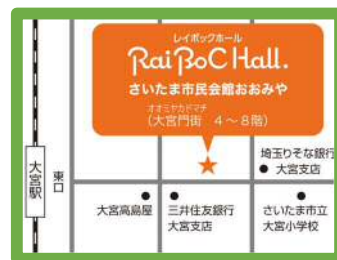 レイボックホール
RaiBoC Hall.
さいたま市民会館おおみや
オオミヤカドマチ
（大宮門街　4～8階）
埼玉りそな銀行
大宮支店
大宮駅
東口
大宮高島屋
三井住友銀行
大宮支店
さいたま市立
大宮小学校